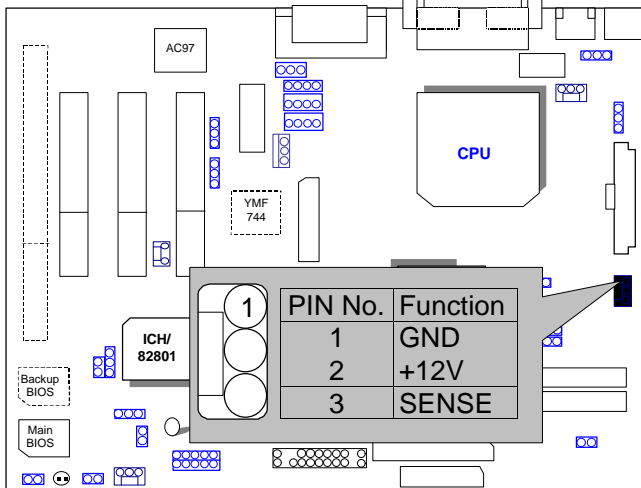 AC97
CPU
YMF
744
1
PIN No. Function
1 GND
2 +12V
3 SENSE
ICH/
82801
Backup
BIOS
Main
BIOS